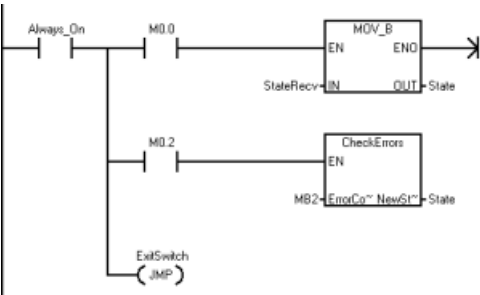 Always_On
M0.0
MOV_B
EN ENO
StateRecv IN OUT State
M0.2
CheckErrors
EN
MB2 ErrorCo~ NewSt~ State
ExitSwitch
JMP